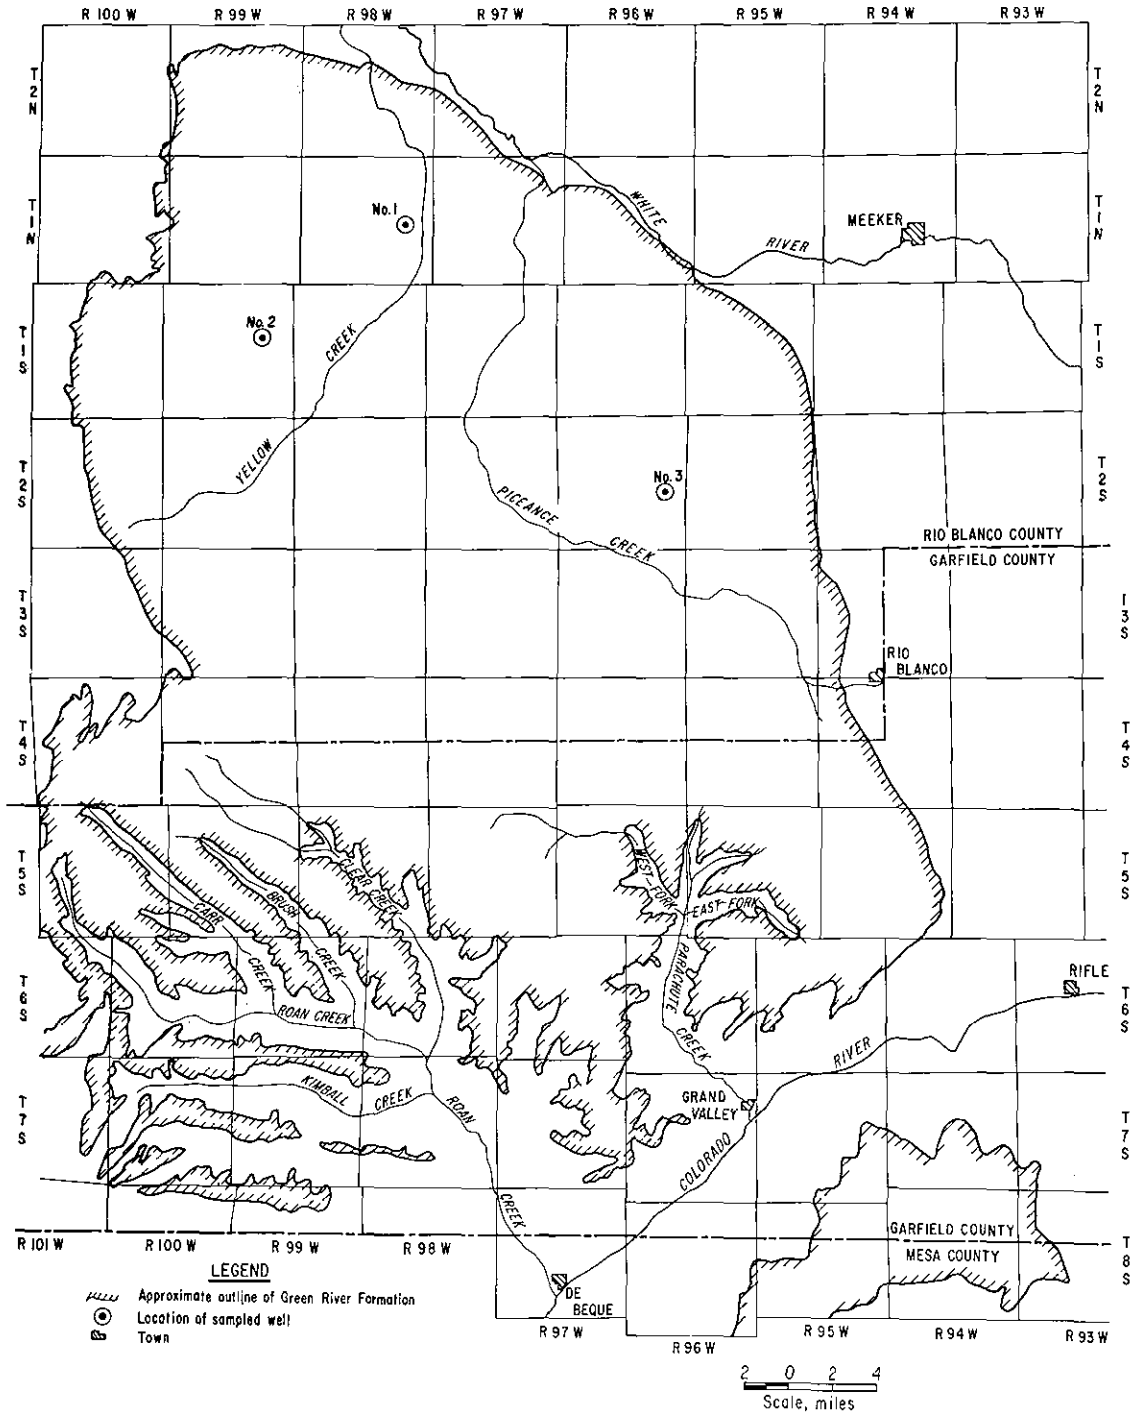 R 100 W R 99 W R 98 W R 97 W R 96 W R 95 W R 94 W R 93 W
T 2 N
T 2 N
No. 1
WHITE
RIVER
MEEKER
T 1 N
T 1 N
No. 2
T 1 S
T 1 S
CREEK
YELLOW
T 2 S
T 2 S
No. 3
PICEANCE
CREEK
RIO BLANCO COUNTY
GARFIELD COUNTY
T 3 S
T 3 S
RIO
BLANCO
T 4 S
T 4 S
T 5 S
T 5 S
CLEAR CREEK
WEST FORK
EAST FORK
CARR
CREEK
BRUSH
CREEK
PARACHUTE
CREEK
RIFLE
T 6 S
T 6 S
ROAN CREEK
RIVER
KIMBALL
CREEK
ROAN
CREEK
GRAND
VALLEY
COLORADO
T 7 S
T 7 S
GARFIELD COUNTY
MESA COUNTY
T 8 S
R 101 W R 100 W R 99 W R 98 W
DE
BEQUE
R 97 W R 96 W R 95 W R 94 W R 93 W
LEGEND
Approximate outline of Green River Formation
Location of sampled well
Town
2 0 2 4
Scale, miles